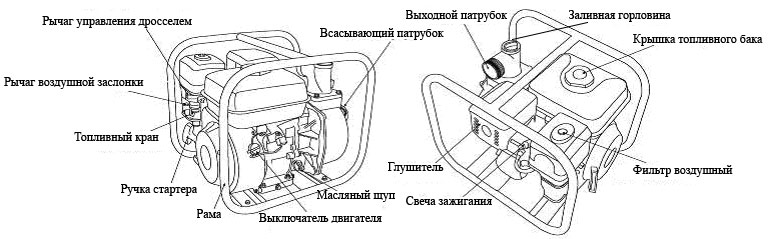 Рычаг управления дросселем
Всасывающий патрубок
Рычаг воздушной заслонки
Топливный кран
Ручка стартера
Рама
Масляный щуп
Выключатель двигателя
Выходной патрубок
Заливная горловина
Крышка топливного бака
Глушитель
Фильтр воздушный
Свеча зажигания